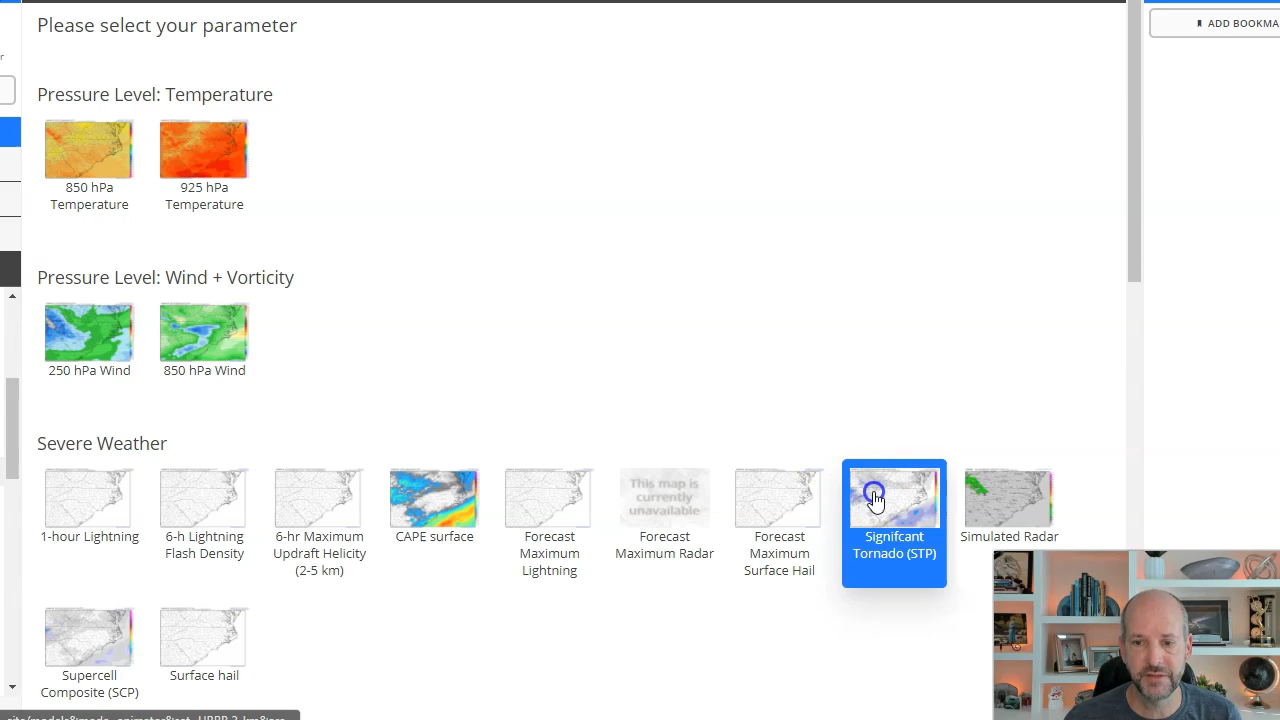 Please select your parameter
ADD BOOKMA
r
Pressure Level: Temperature
850 hPa
Temperature
925 hPa
Temperature
Pressure Level: Wind + Vorticity
250 hPa Wind
850 hPa Wind
Severe Weather
This map is
currently
unavailable
1-hour Lightning
6-h Lightning
Flash Density
6-hr Maximum
Updraft Helicity
(2-5 km)
CAPE surface
Forecast
Maximum
Lightning
Forecast
Maximum Radar
Forecast
Maximum
Surface Hail
Signifcant
Tornado (STP)
Simulated Radar
Supercell
Composite (SCP)
Surface hail